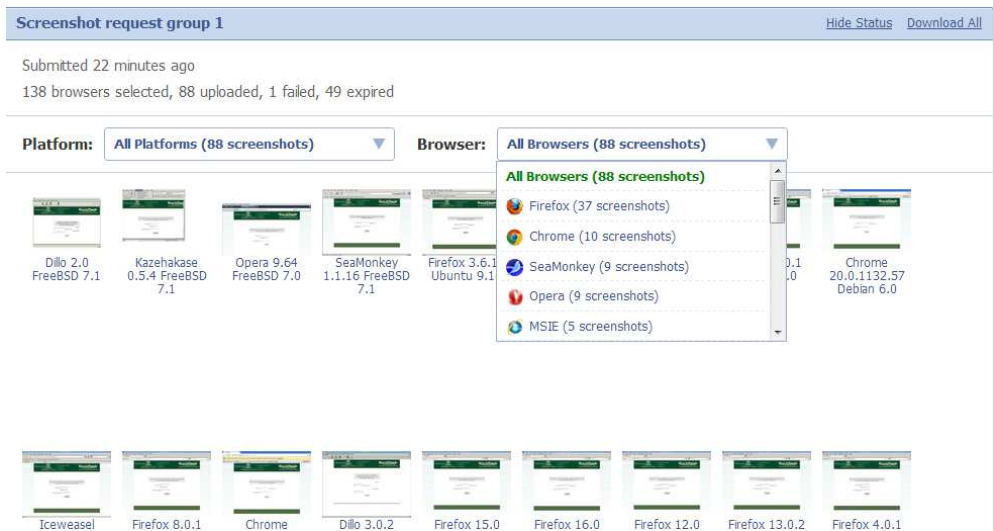 Screenshot request group 1
Hide Status Download All
Submitted 22 minutes ago
138 browsers selected, 88 uploaded, 1 failed, 49 expired
Platform: All Platforms (88 screenshots) Browser: All Browsers (88 screenshots)
All Browsers (88 screenshots)
Firefox (37 screenshots)
Chrome (10 screenshots)
SeaMonkey (9 screenshots)
Opera (9 screenshots)
MSIE (5 screenshots)
Dillo 2.0
FreeBSD 7.1
Kazehakase
0.5.4 FreeBSD
7.1
Opera 9.64
FreeBSD 7.0
SeaMonkey
1.1.16 FreeBSD
7.1
Firefox 3.6.1
Ubuntu 9.1
0.1
.0
Chrome
20.0.1132.57
Debian 6.0
Iceweasel
Firefox 8.0.1
Chrome
Dillo 3.0.2
Firefox 15.0
Firefox 16.0
Firefox 12.0
Firefox 13.0.2
Firefox 4.0.1